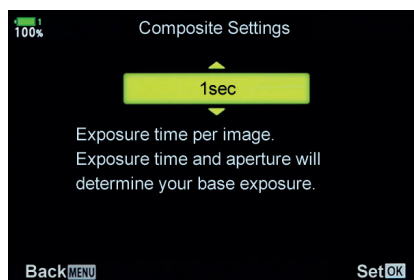 1
100%
Composite Settings
1sec
Exposure time per image.
Exposure time and aperture will
determine your base exposure.
Back MENU
Set OK